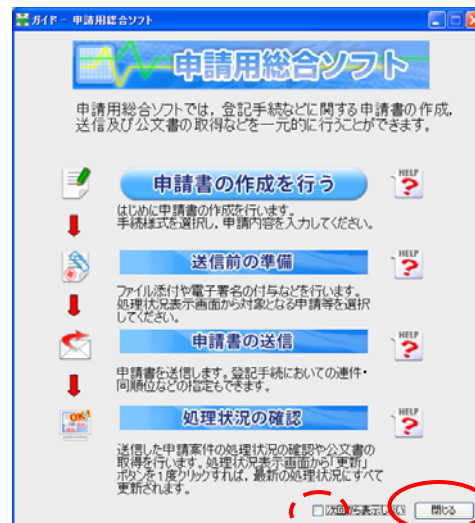 ガイド - 申請用総合ソフト
申請用総合ソフト
申請用総合ソフトでは，登記手続などに関する申請書の作成，
送信及び公文書の取得などを一元的に行うことができます。
申請書の作成を行う
HELP
?
はじめに申請書の作成を行います。
手続様式を選択し，申請内容を入力してください。
送信前の準備
HELP
?
ファイル添付や電子署名の付与などを行います。
処理状況表示画面から対象となる申請等を選択
してください。
申請書の送信
HELP
?
申請書を送信します。登記手続においての連件・
同順位などの指定もできます。
OK!
処理状況の確認
HELP
?
送信した申請案件の処理状況の確認や公文書の
取得を行います。処理状況表示画面から「更新」
ボタンを1度クリックすれば，最新の処理状況にすべて
更新されます。
次回から表示しない
閉じる